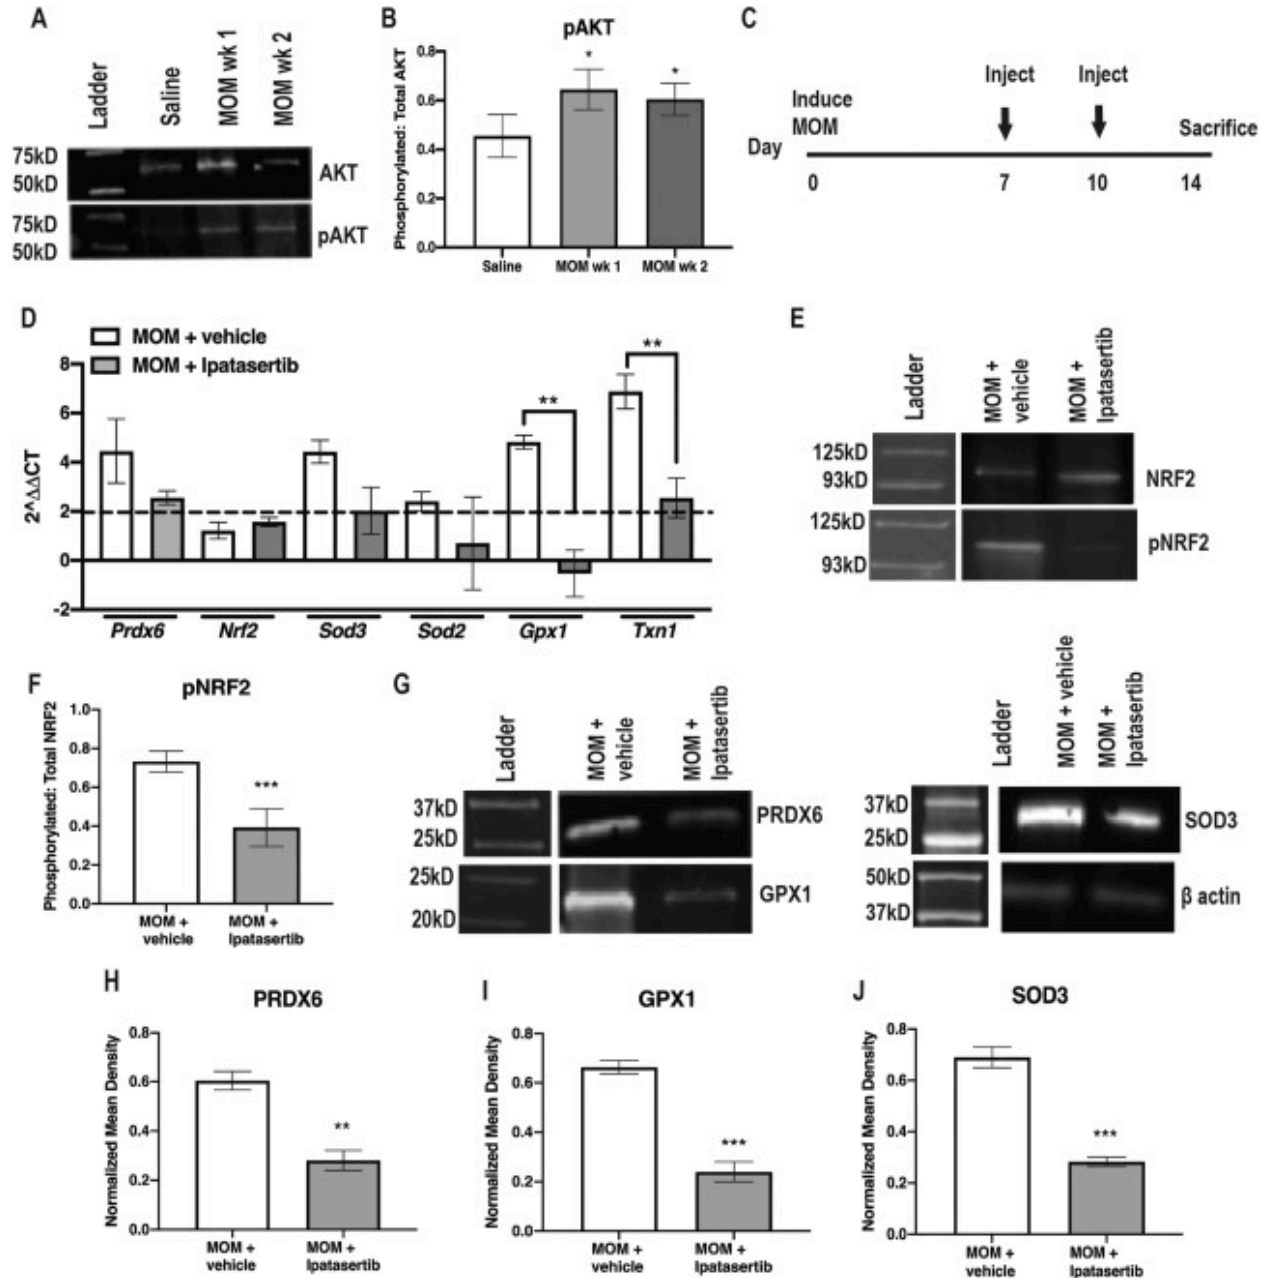 A
Ladder
Saline
MOM wk 1
MOM wk 2
75kD
50kD
AKT
75kD
50kD
pAKT
B
pAKT
Phosphorylated: Total AKT
0.8
0.6
0.4
0.2
0.0
*
*
Saline
MOM wk 1
MOM wk 2
C
Inject
Inject
Induce
MOM
Sacrifice
Day
0
7
10
14
D
MOM + vehicle
MOM + Ipatasertib
2^ΔΔCT
8
6
4
2
0
-2
**
**
Prdx6
Nrf2
Sod3
Sod2
Gpx1
Txn1
E
Ladder
MOM +
vehicle
MOM +
Ipatasertib
125kD
93kD
NRF2
125kD
93kD
pNRF2
F
pNRF2
Phosphorylated: Total NRF2
1.0
0.8
0.6
0.4
0.2
0.0
***
MOM +
vehicle
MOM +
Ipatasertib
G
Ladder
MOM +
vehicle
MOM +
Ipatasertib
37kD
25kD
PRDX6
25kD
20kD
GPX1
Ladder
MOM + vehicle
MOM +
Ipatasertib
37kD
25kD
SOD3
50kD
37kD
β actin
H
PRDX6
Normalized Mean Density
0.8
0.6
0.4
0.2
0.0
**
MOM +
vehicle
MOM +
Ipatasertib
I
GPX1
Normalized Mean Density
0.8
0.6
0.4
0.2
0.0
***
MOM +
vehicle
MOM +
Ipatasertib
J
SOD3
Normalized Mean Density
0.8
0.6
0.4
0.2
0.0
***
MOM +
vehicle
MOM +
Ipatasertib